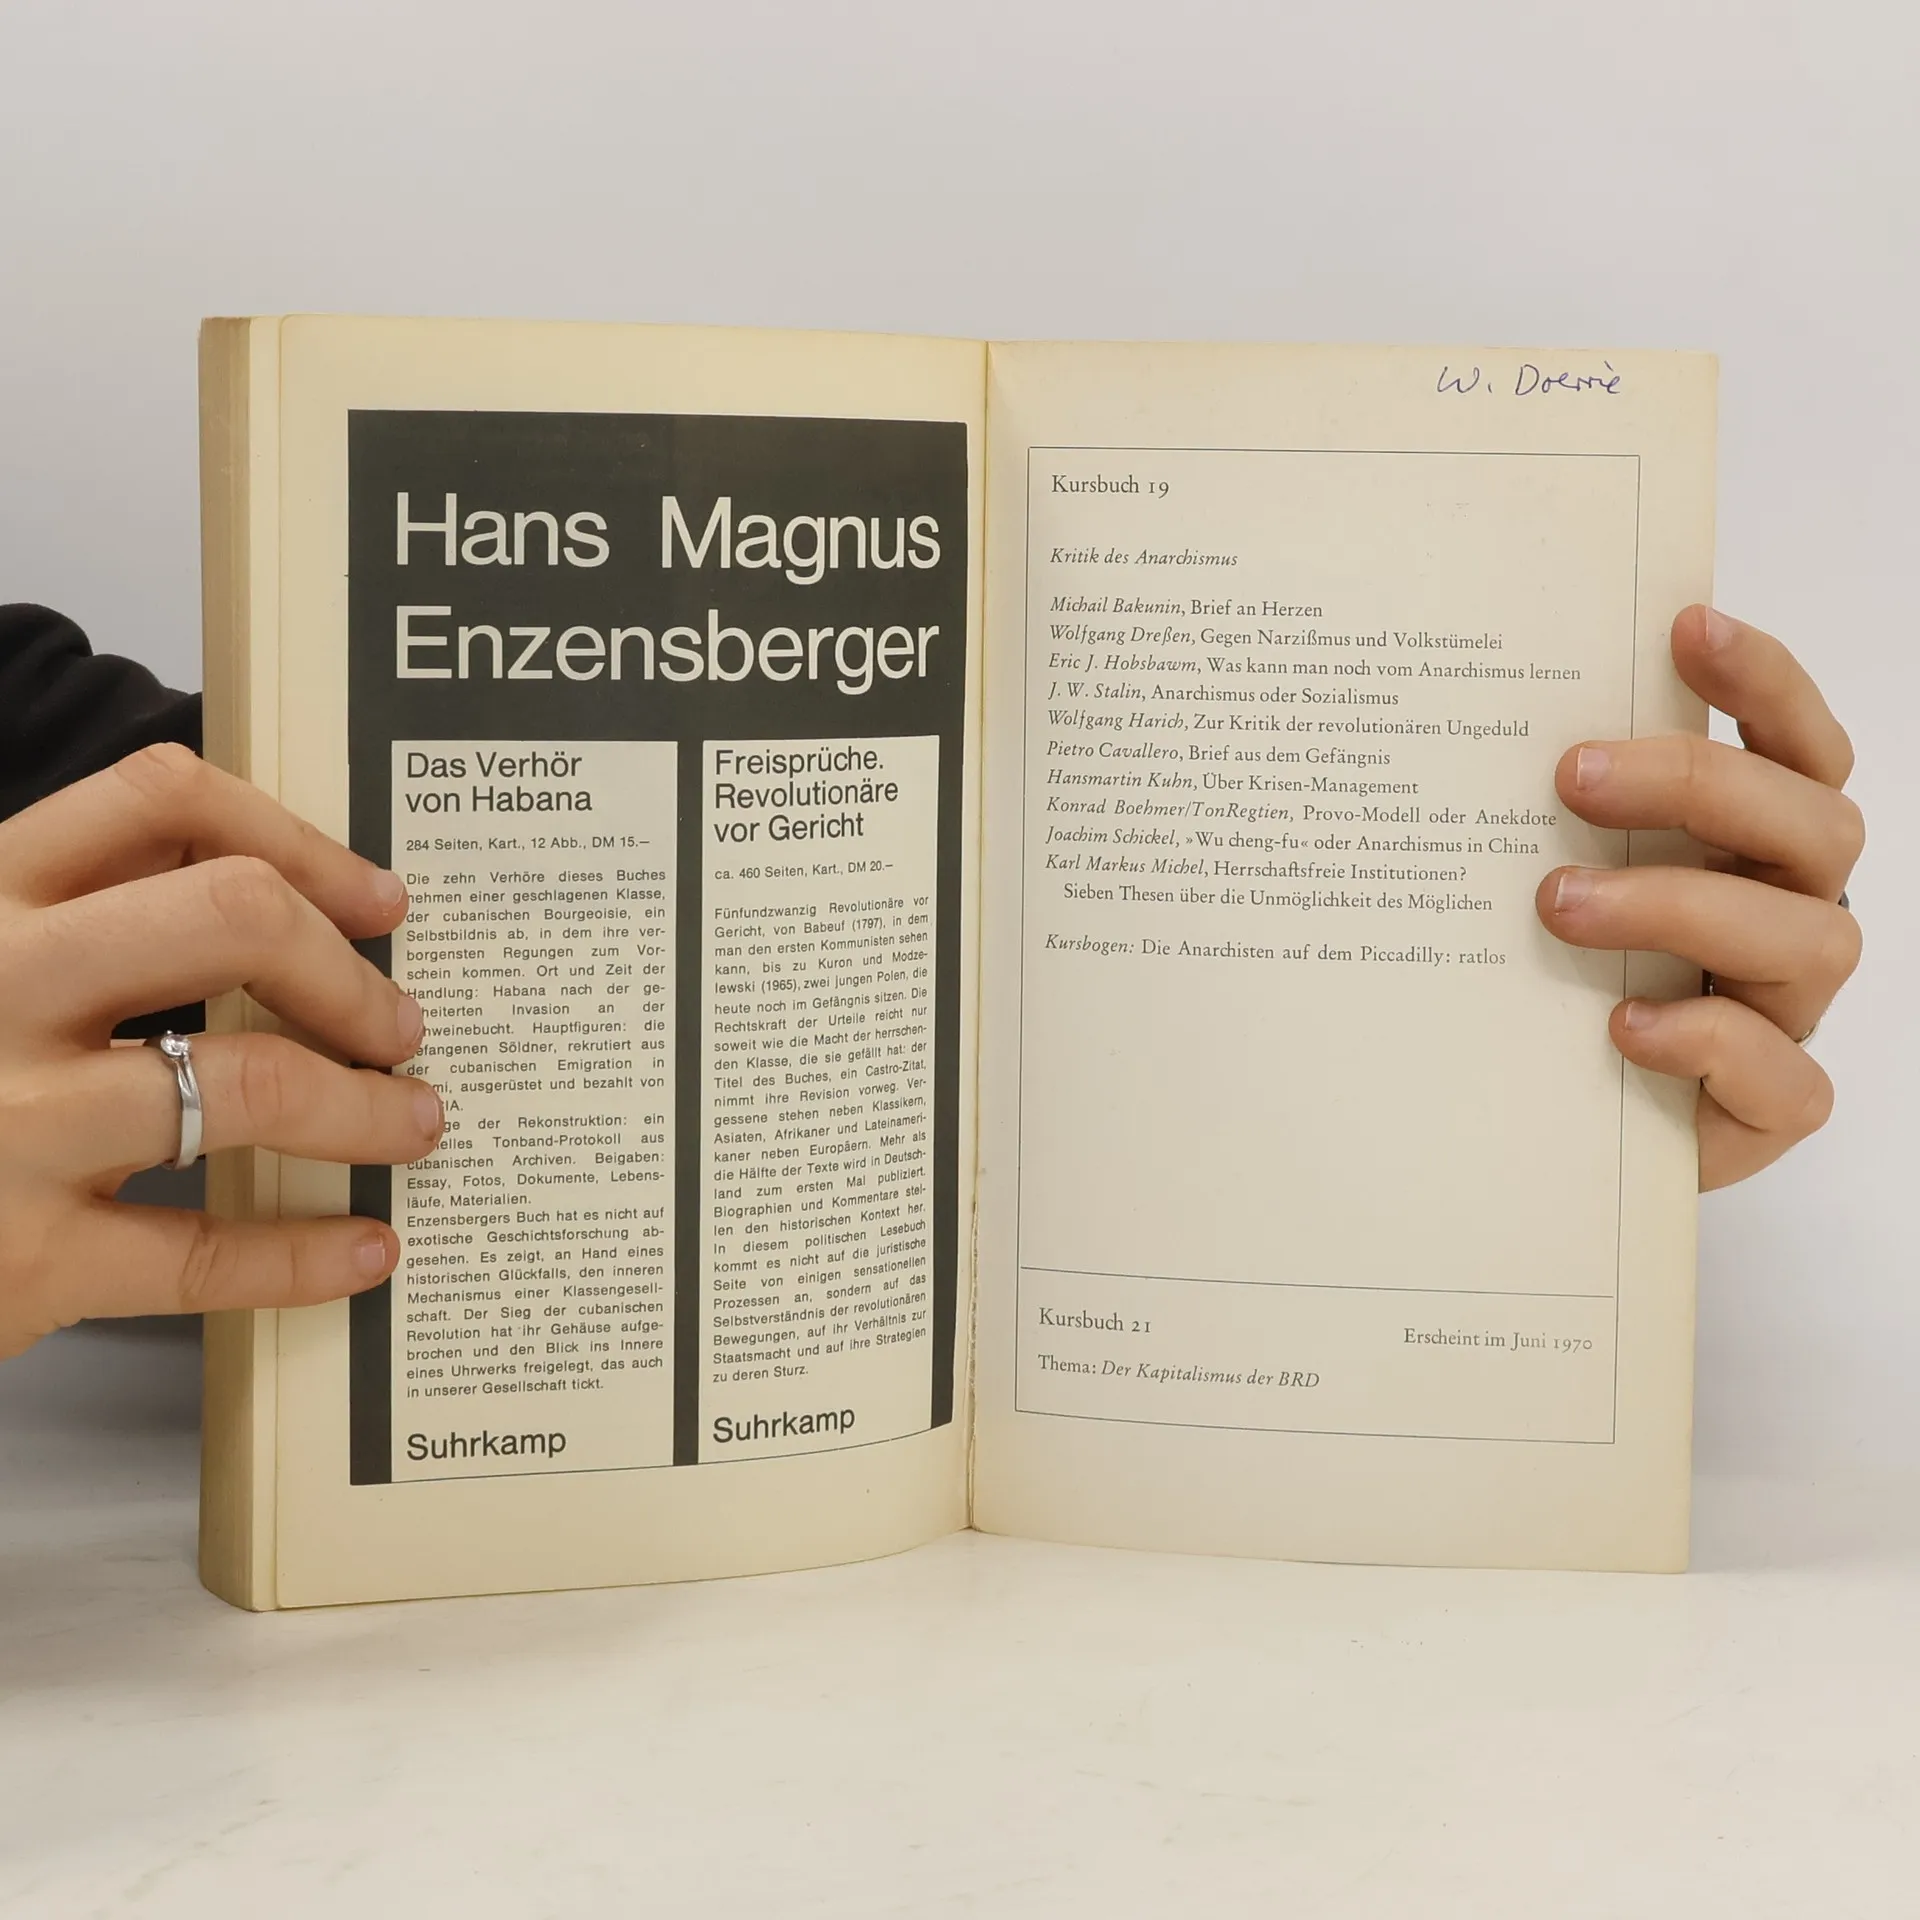 Hans Magnus
Enzensberger
Das Verhör
von Habana
284 Seiten, Kart., 12 Abb., DM 15.—
Die zehn Verhöre dieses Buches
nehmen einer geschlagenen Klasse,
der cubanischen Bourgeoisie, ein
Selbstbildnis ab, in dem ihre ver-
borgensten Regungen zum Vor-
schein kommen. Ort und Zeit der
Handlung: Habana nach der ge-
heiterten Invasion an der
hweinebucht. Hauptfiguren: die
efangenen Söldner, rekrutiert aus
der cubanischen Emigration in
mi, ausgerüstet und bezahlt von
IA.
ge der Rekonstruktion: ein
elles Tonband-Protokoll aus
cubanischen Archiven. Beigaben:
Essay, Fotos, Dokumente, Lebens-
läufe, Materialien.
Enzensbergers Buch hat es nicht auf
exotische Geschichtsforschung ab-
gesehen. Es zeigt, an Hand eines
historischen Glückfalls, den inneren
Mechanismus einer Klassengesell-
schaft. Der Sieg der cubanischen
Revolution hat ihr Gehäuse aufge-
brochen und den Blick ins Innere
eines Uhrwerks freigelegt, das auch
in unserer Gesellschaft tickt.
Suhrkamp
Freisprüche.
Revolutionäre
vor Gericht
ca. 460 Seiten, Kart., DM 20.—
Fünfundzwanzig Revolutionäre vor
Gericht, von Babeuf (1797), in dem
man den ersten Kommunisten sehen
kann, bis zu Kuron und Modze-
lewski (1965), zwei jungen Polen, die
heute noch im Gefängnis sitzen. Die
Rechtskraft der Urteile reicht nur
soweit wie die Macht der herrschen-
den Klasse, die sie gefällt hat: der
Titel des Buches, ein Castro-Zitat,
nimmt ihre Revision vorweg. Ver-
gessene stehen neben Klassikern,
Asiaten, Afrikaner und Lateinameri-
kaner neben Europäern. Mehr als
die Hälfte der Texte wird in Deutsch-
land zum ersten Mal publiziert.
Biographien und Kommentare stel-
len den historischen Kontext her.
In diesem politischen Lesebuch
kommt es nicht auf die juristische
Seite von einigen sensationellen
Prozessen an, sondern auf das
Selbstverständnis der revolutionären
Bewegungen, auf ihr Verhältnis zur
Staatsmacht und auf ihre Strategien
zu deren Sturz.
Suhrkamp
W. Doerrie
Kursbuch 19
Kritik des Anarchismus
Michail Bakunin, Brief an Herzen
Wolfgang Dreßen, Gegen Narzißmus und Volkstümelei
Eric J. Hobsbawm, Was kann man noch vom Anarchismus lernen
J. W. Stalin, Anarchismus oder Sozialismus
Wolfgang Harich, Zur Kritik der revolutionären Ungeduld
Pietro Cavallero, Brief aus dem Gefängnis
Hansmartin Kuhn, Über Krisen-Management
Konrad Boehmer/TonRegtien, Provo-Modell oder Anekdote
Joachim Schickel, »Wu cheng-fu« oder Anarchismus in China
Karl Markus Michel, Herrschaftsfreie Institutionen?
Sieben Thesen über die Unmöglichkeit des Möglichen
Kursbogen: Die Anarchisten auf dem Piccadilly: ratlos
Kursbuch 21
Erscheint im Juni 1970
Thema: Der Kapitalismus der BRD